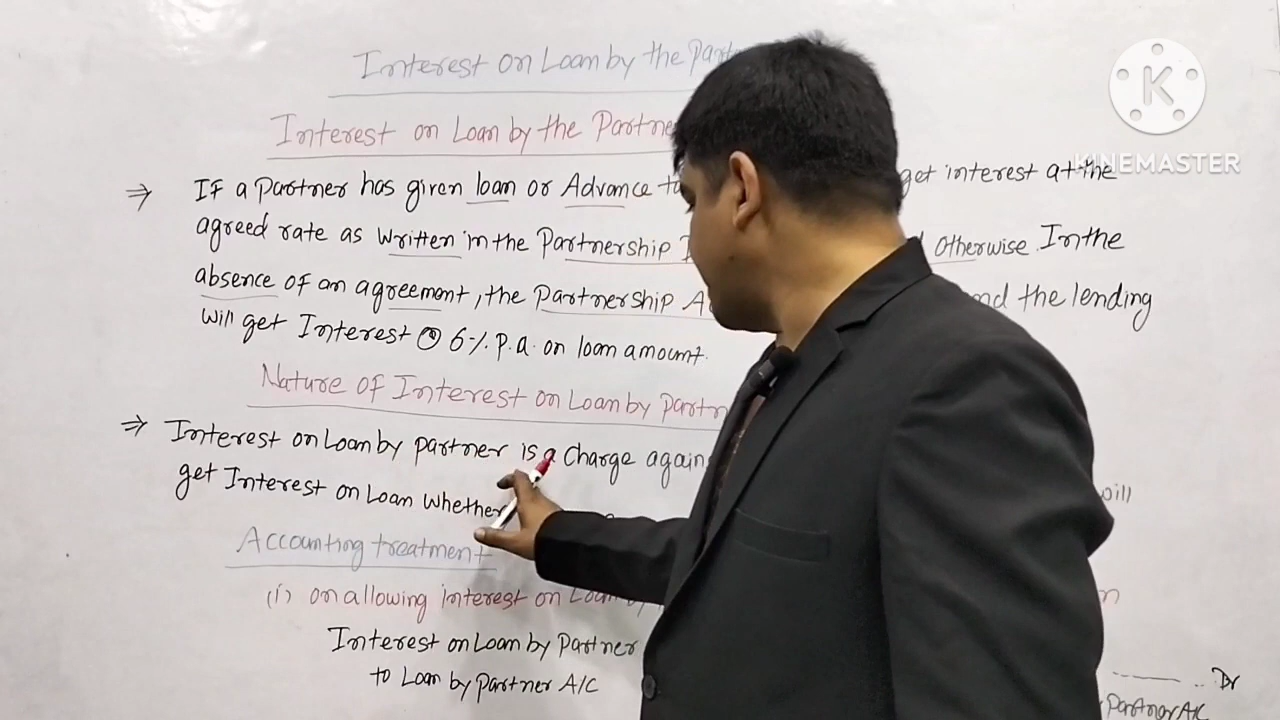 Interest on Loan by the Part
Interest on Loan by the Partne
⇒ If a Partner has given loan or Advance to get interest at the
agreed rate as written in the Partnership otherwise. In the
absence of an agreement, the Partnership A and the lending
will get Interest @ 6%. P.a. on loan amount.
Nature of Interest on Loan by partn
⇒ Interest on Loan by partner is a charge again will
get Interest on Loan whether
Accounting treatment
(i) on allowing interest on Loan by
Interest on Loan by Partner Dr
to Loan by partner A/C Partner A/C
K
KINEMASTER